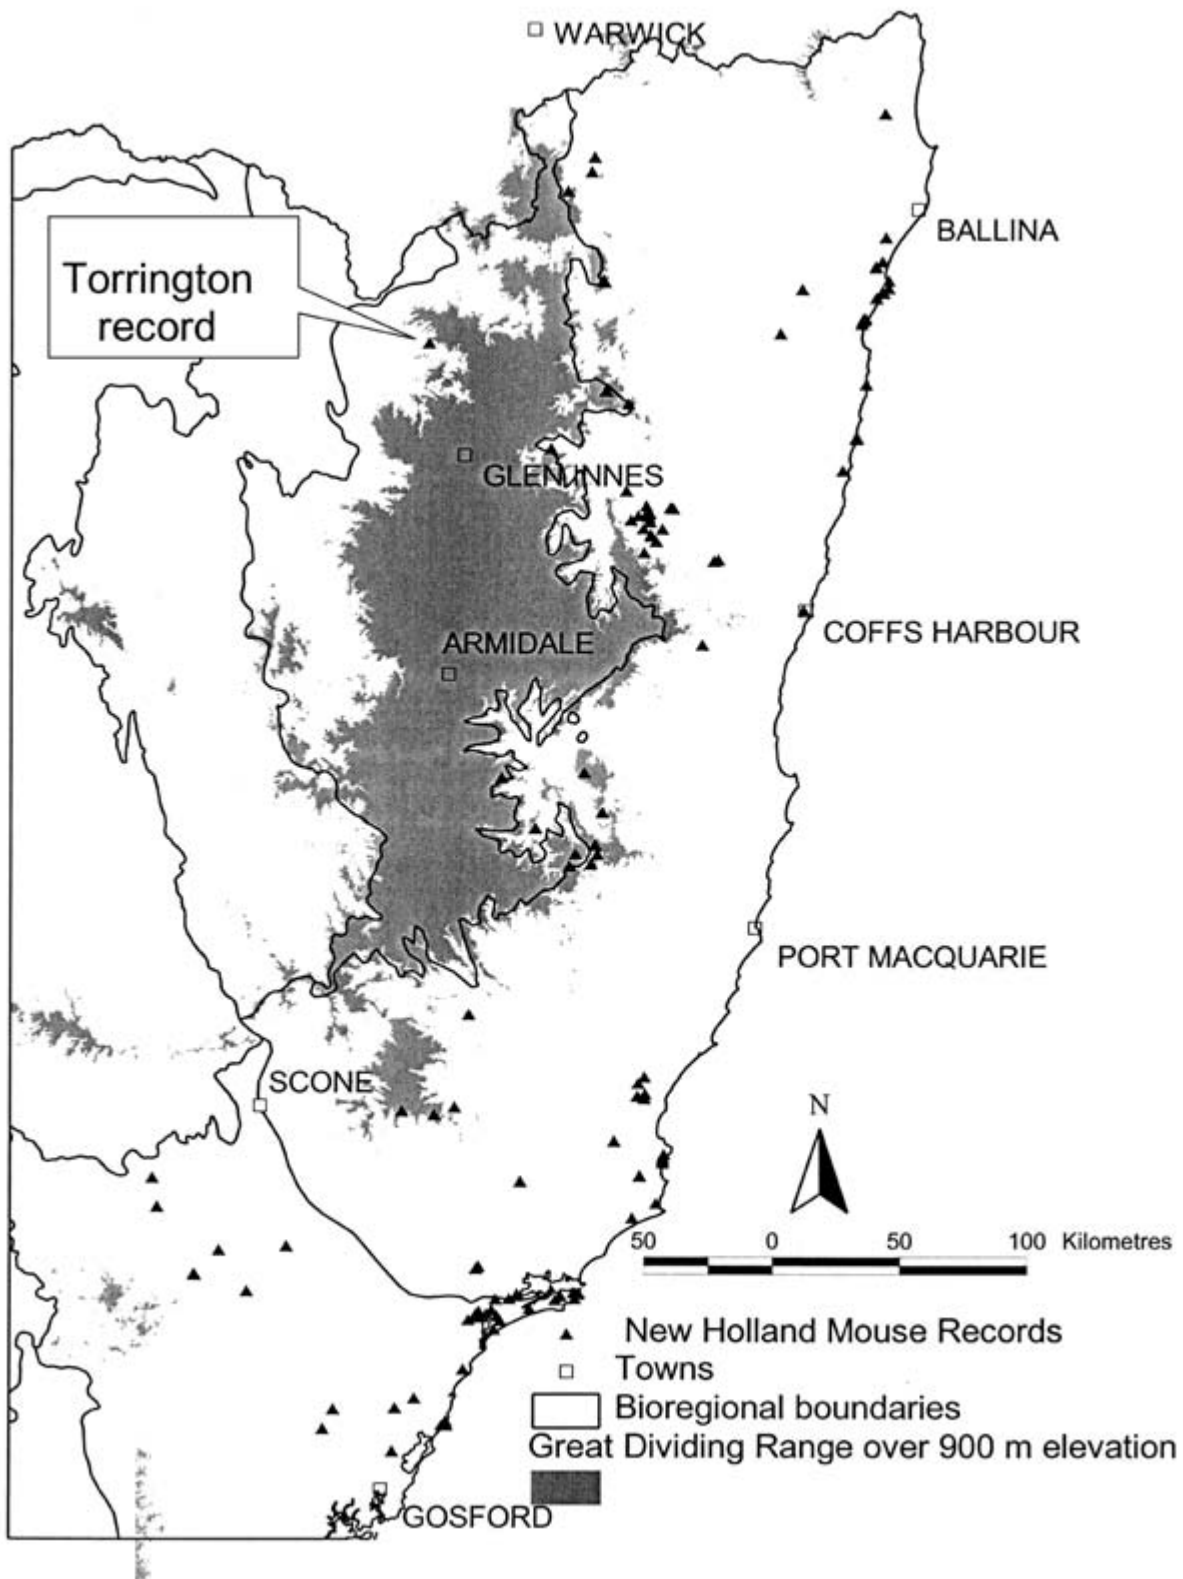 WARWICK
BALLINA
Torrington
record
GLEN INNES
ARMIDALE
COFFS HARBOUR
PORT MACQUARIE
SCONE
N
50 0 50 100 Kilometres
New Holland Mouse Records
Towns
Bioregional boundaries
Great Dividing Range over 900 m elevation
GOSFORD